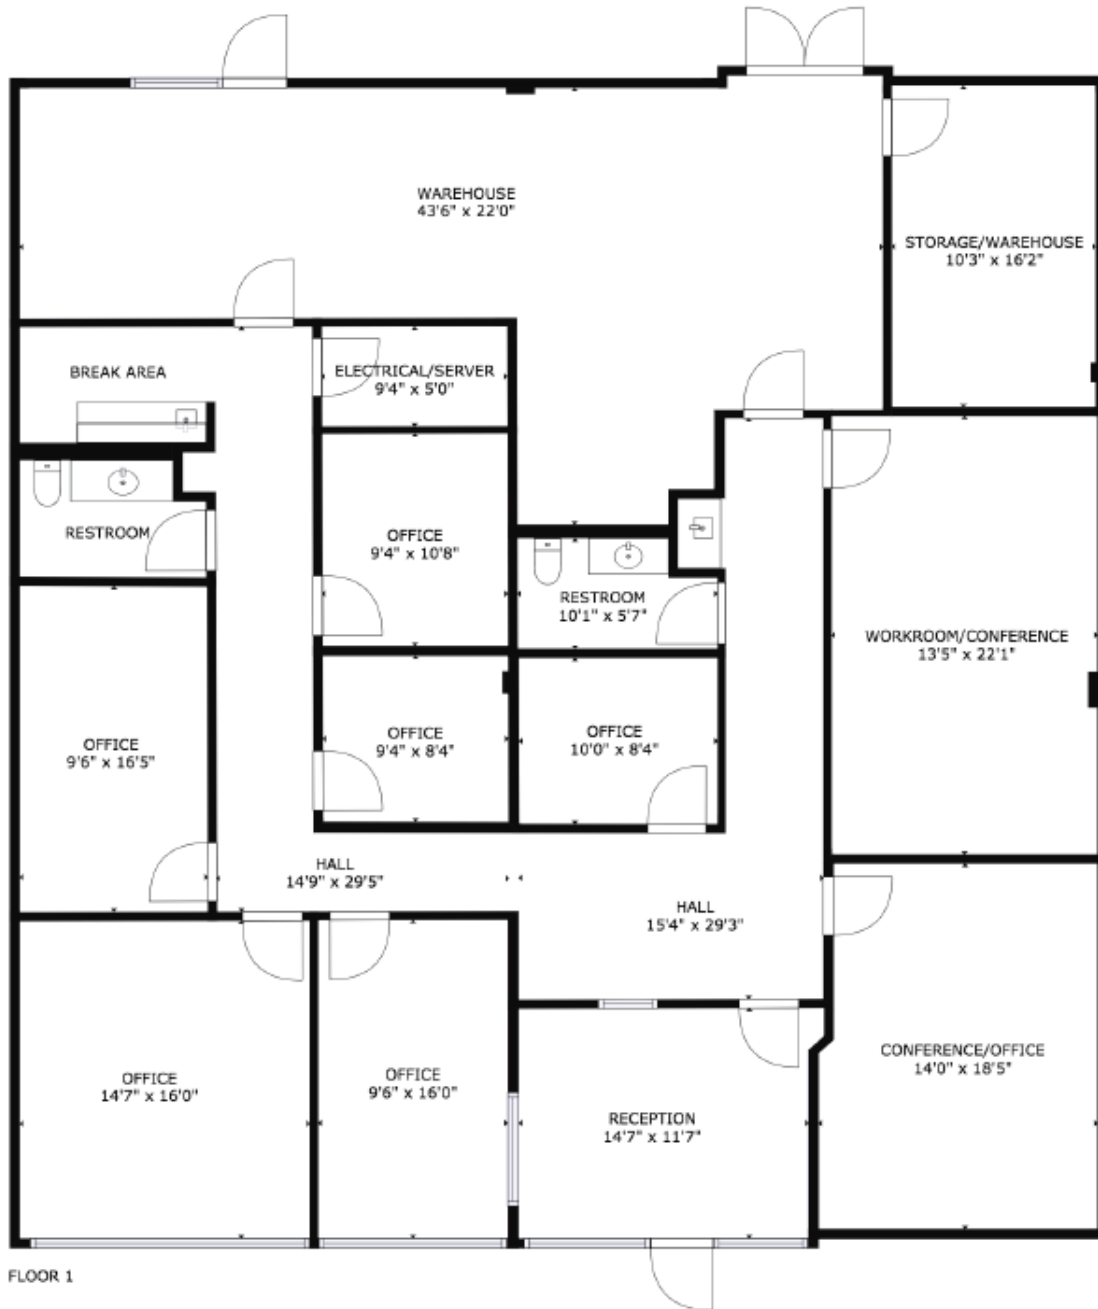 WAREHOUSE
43'6" x 22'0"
STORAGE/WAREHOUSE
10'3" x 16'2"
BREAK AREA
ELECTRICAL/SERVER
9'4" x 5'0"
RESTROOM
OFFICE
9'4" x 10'8"
RESTROOM
10'1" x 5'7"
WORKROOM/CONFERENCE
13'5" x 22'1"
OFFICE
9'6" x 16'5"
OFFICE
9'4" x 8'4"
OFFICE
10'0" x 8'4"
HALL
14'9" x 29'5"
HALL
15'4" x 29'3"
OFFICE
14'7" x 16'0"
OFFICE
9'6" x 16'0"
RECEPTION
14'7" x 11'7"
CONFERENCE/OFFICE
14'0" x 18'5"
FLOOR 1